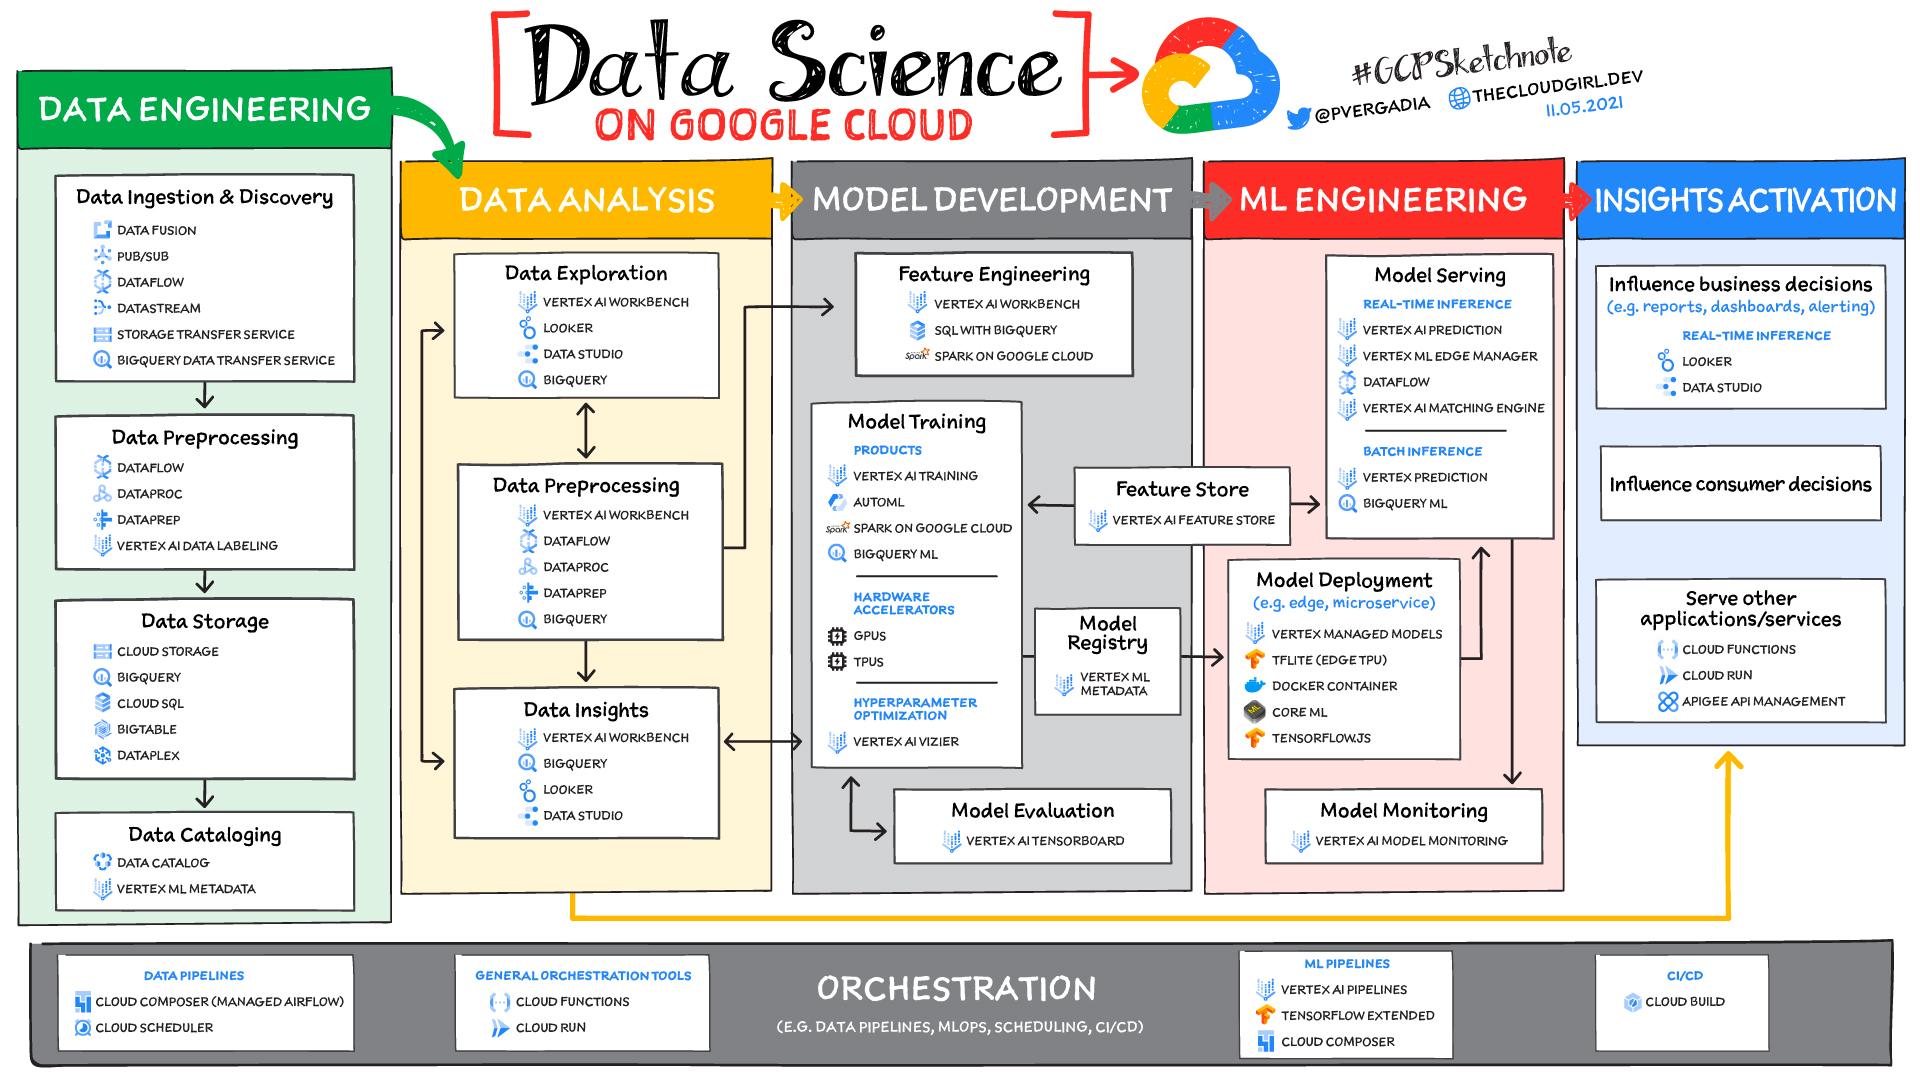 Data Science
ON GOOGLE CLOUD
#GCPSketchnote
@PVERGADIA
THECLOUDGIRL.DEV
11.05.2021
DATA ENGINEERING
Data Ingestion & Discovery
DATA FUSION
PUB/SUB
DATAFLOW
DATASTREAM
STORAGE TRANSFER SERVICE
BIGQUERY DATA TRANSFER SERVICE
Data Preprocessing
DATAFLOW
DATAPROC
DATAPREP
VERTEX AI DATA LABELING
Data Storage
CLOUD STORAGE
BIGQUERY
CLOUD SQL
BIGTABLE
DATAPLEX
Data Cataloging
DATA CATALOG
VERTEX ML METADATA
DATA ANALYSIS
Data Exploration
VERTEX AI WORKBENCH
LOOKER
DATA STUDIO
BIGQUERY
Data Preprocessing
VERTEX AI WORKBENCH
DATAFLOW
DATAPROC
DATAPREP
BIGQUERY
Data Insights
VERTEX AI WORKBENCH
BIGQUERY
LOOKER
DATA STUDIO
MODEL DEVELOPMENT
Feature Engineering
VERTEX AI WORKBENCH
SQL WITH BIGQUERY
Spark SPARK ON GOOGLE CLOUD
Model Training
PRODUCTS
VERTEX AI TRAINING
AUTOML
Spark SPARK ON GOOGLE CLOUD
BIGQUERY ML
HARDWARE
ACCELERATORS
GPUS
TPUS
HYPERPARAMETER
OPTIMIZATION
VERTEX AI VIZIER
Feature Store
VERTEX AI FEATURE STORE
Model
Registry
VERTEX ML
METADATA
Model Evaluation
VERTEX AI TENSORBOARD
ML ENGINEERING
Model Serving
REAL-TIME INFERENCE
VERTEX AI PREDICTION
VERTEX ML EDGE MANAGER
DATAFLOW
VERTEX AI MATCHING ENGINE
BATCH INFERENCE
VERTEX PREDICTION
BIGQUERY ML
Model Deployment
(e.g. edge, microservice)
VERTEX MANAGED MODELS
TFLITE (EDGE TPU)
DOCKER CONTAINER
ML CORE ML
TENSORFLOW.JS
Model Monitoring
VERTEX AI MODEL MONITORING
INSIGHTS ACTIVATION
Influence business decisions
(e.g. reports, dashboards, alerting)
REAL-TIME INFERENCE
LOOKER
DATA STUDIO
Influence consumer decisions
Serve other
applications/services
CLOUD FUNCTIONS
CLOUD RUN
APIGEE API MANAGEMENT
DATA PIPELINES
CLOUD COMPOSER (MANAGED AIRFLOW)
CLOUD SCHEDULER
GENERAL ORCHESTRATION TOOLS
CLOUD FUNCTIONS
CLOUD RUN
ORCHESTRATION
(E.G. DATA PIPELINES, MLOPS, SCHEDULING, CI/CD)
ML PIPELINES
VERTEX AI PIPELINES
TENSORFLOW EXTENDED
CLOUD COMPOSER
CI/CD
CLOUD BUILD